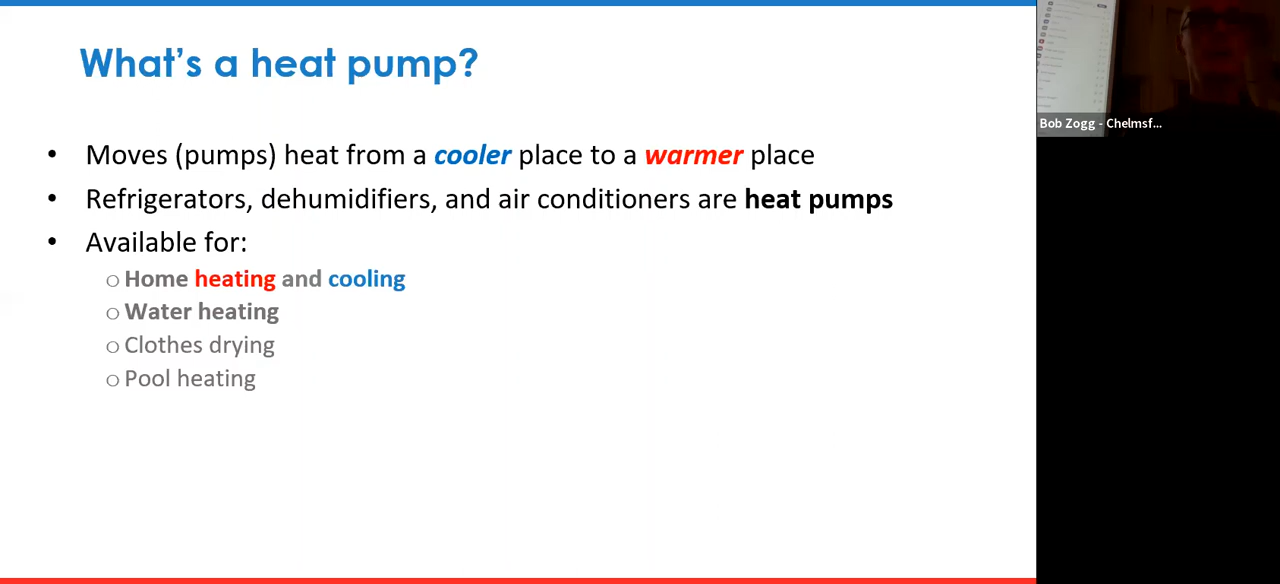 What's a heat pump?
• Moves (pumps) heat from a cooler place to a warmer place
• Refrigerators, dehumidifiers, and air conditioners are heat pumps
• Available for:
○ Home heating and cooling
○ Water heating
○ Clothes drying
○ Pool heating
Bob Zogg - Chelmsf...